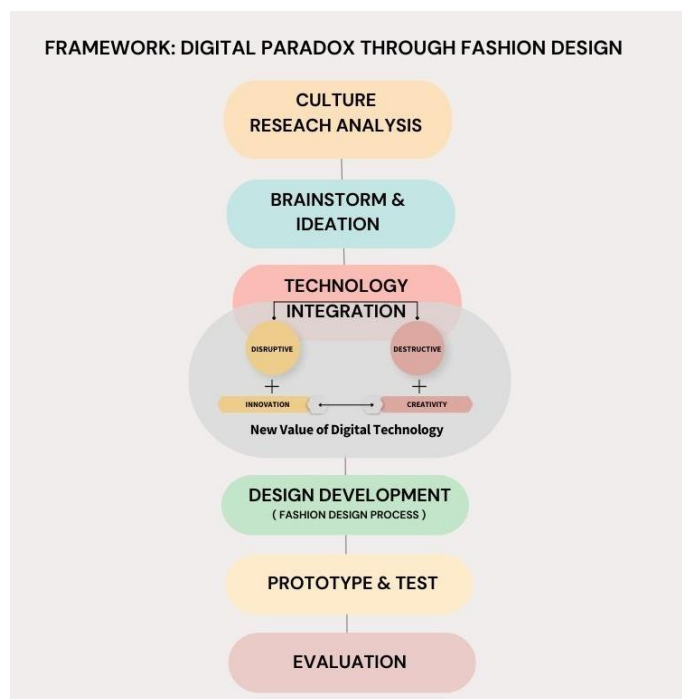 FRAMEWORK: DIGITAL PARADOX THROUGH FASHION DESIGN
CULTURE
RESEACH ANALYSIS
BRAINSTORM &
IDEATION
TECHNOLOGY
INTEGRATION
DISRUPTIVE
DESTRUCTIVE
+
+
INNOVATION
CREATIVITY
New Value of Digital Technology
DESIGN DEVELOPMENT
( FASHION DESIGN PROCESS )
PROTOTYPE & TEST
EVALUATION